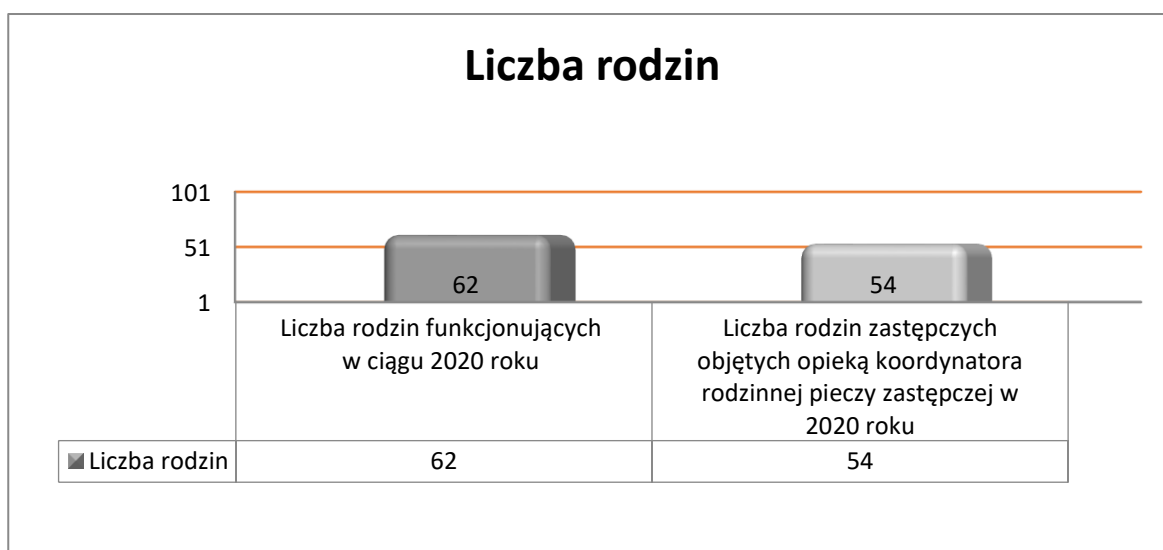 Liczba rodzin
101
51
1
62
54
Liczba rodzin funkcjonujących
w ciągu 2020 roku
Liczba rodzin zastępczych
objętych opieką koordynatora
rodzinnej pieczy zastępczej w
2020 roku
Liczba rodzin
62
54